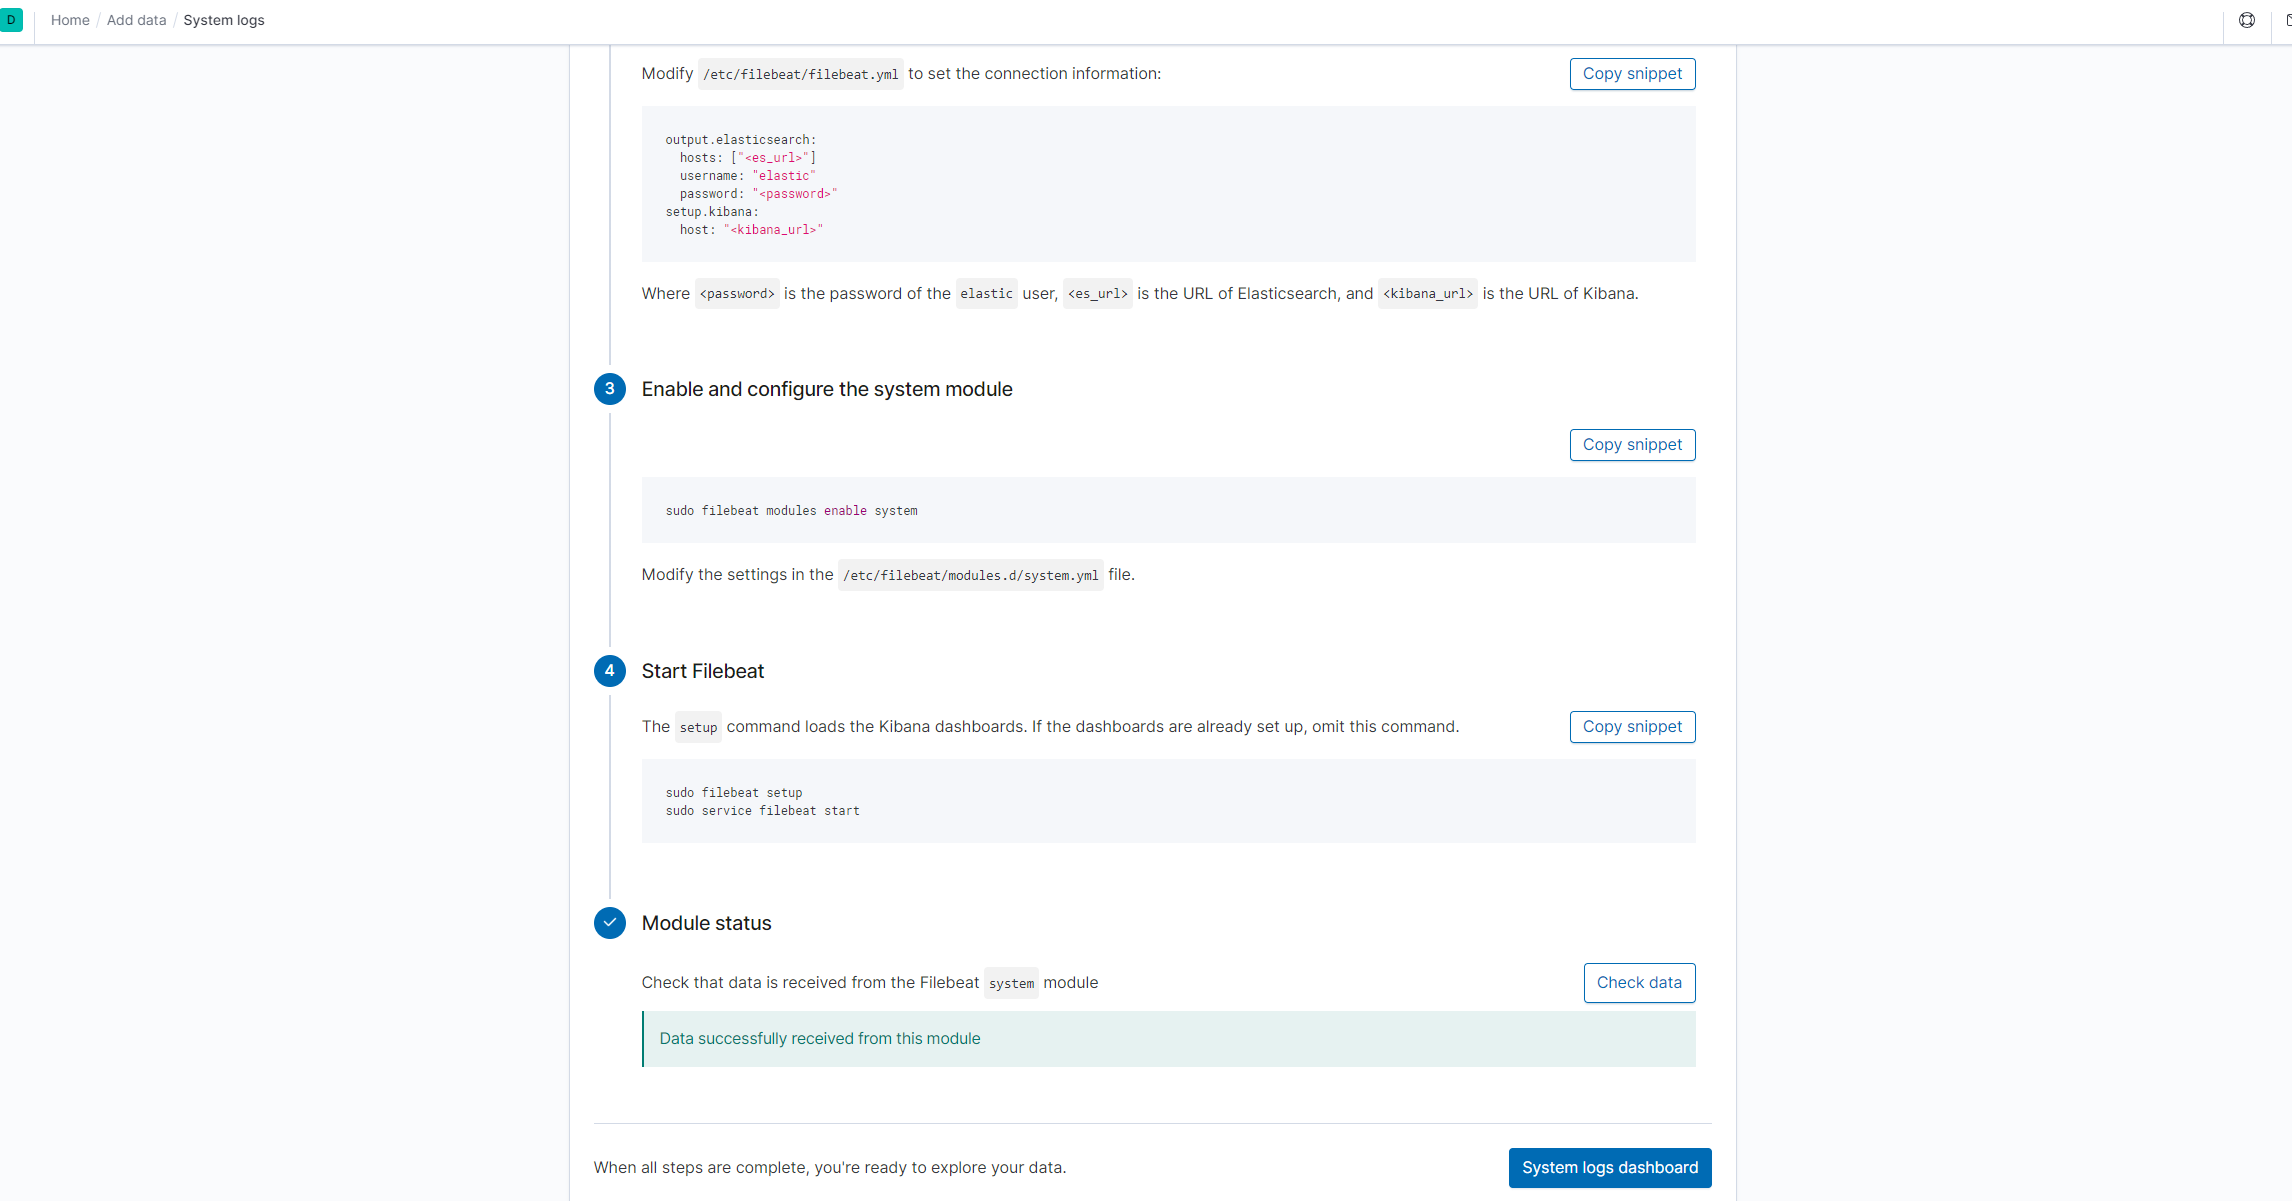 D Home / Add data / System logs
Modify /etc/filebeat/filebeat.yml to set the connection information:
Copy snippet
output.elasticsearch:
  hosts: ["<es_url>"]
  username: "elastic"
  password: "<password>"
setup.kibana:
  host: "<kibana_url>"
Where <password> is the password of the elastic user, <es_url> is the URL of Elasticsearch, and <kibana_url> is the URL of Kibana.
3 Enable and configure the system module
Copy snippet
sudo filebeat modules enable system
Modify the settings in the /etc/filebeat/modules.d/system.yml file.
4 Start Filebeat
The setup command loads the Kibana dashboards. If the dashboards are already set up, omit this command.
Copy snippet
sudo filebeat setup
sudo service filebeat start
Module status
Check that data is received from the Filebeat system module
Check data
Data successfully received from this module
When all steps are complete, you're ready to explore your data.
System logs dashboard